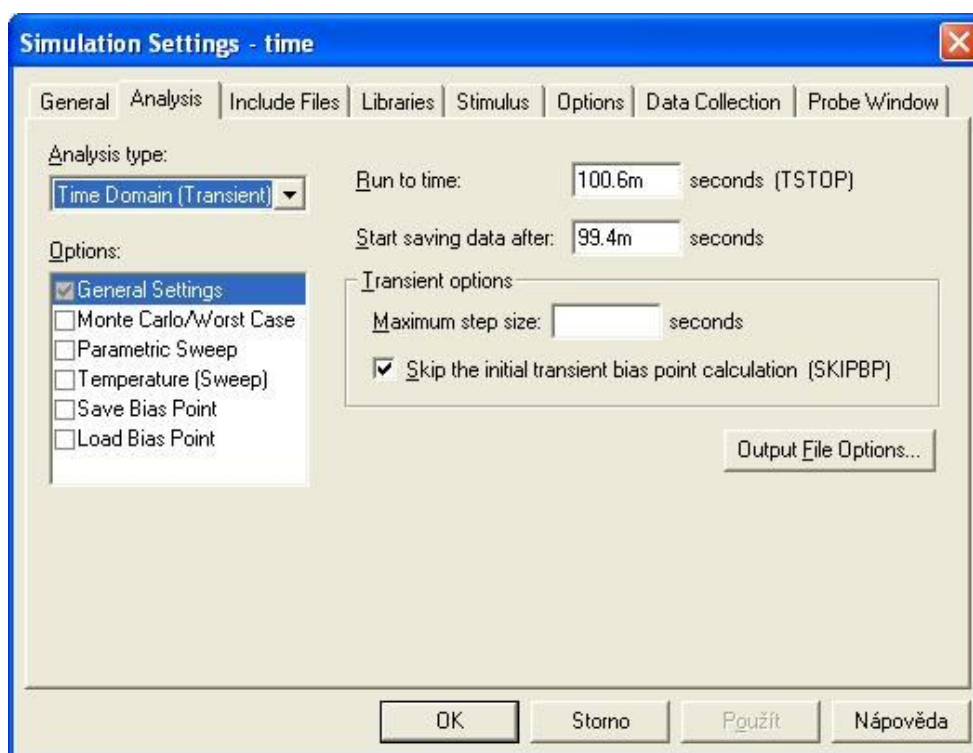 Simulation Settings - time
General Analysis Include Files Libraries Stimulus Options Data Collection Probe Window
Analysis type:
Time Domain (Transient)
Options:
General Settings
Monte Carlo/Worst Case
Parametric Sweep
Temperature (Sweep)
Save Bias Point
Load Bias Point
Run to time: 100.6m seconds (TSTOP)
Start saving data after: 99.4m seconds
Transient options
Maximum step size: seconds
Skip the initial transient bias point calculation (SKIPBP)
Output File Options...
OK Storno Použít Nápověda